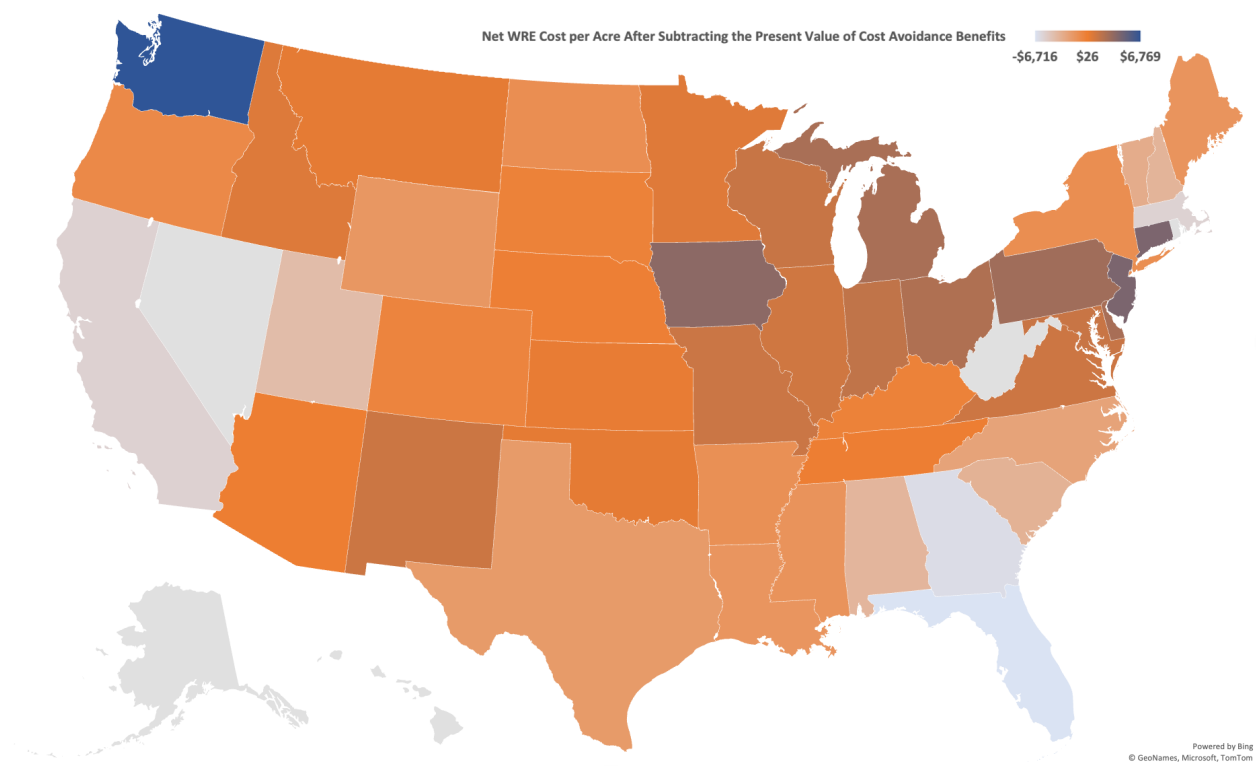 Net WRE Cost per Acre After Subtracting the Present Value of Cost Avoidance Benefits
-$6,716 $26 $6,769
Powered by Bing
© GeoNames, Microsoft, TomTom